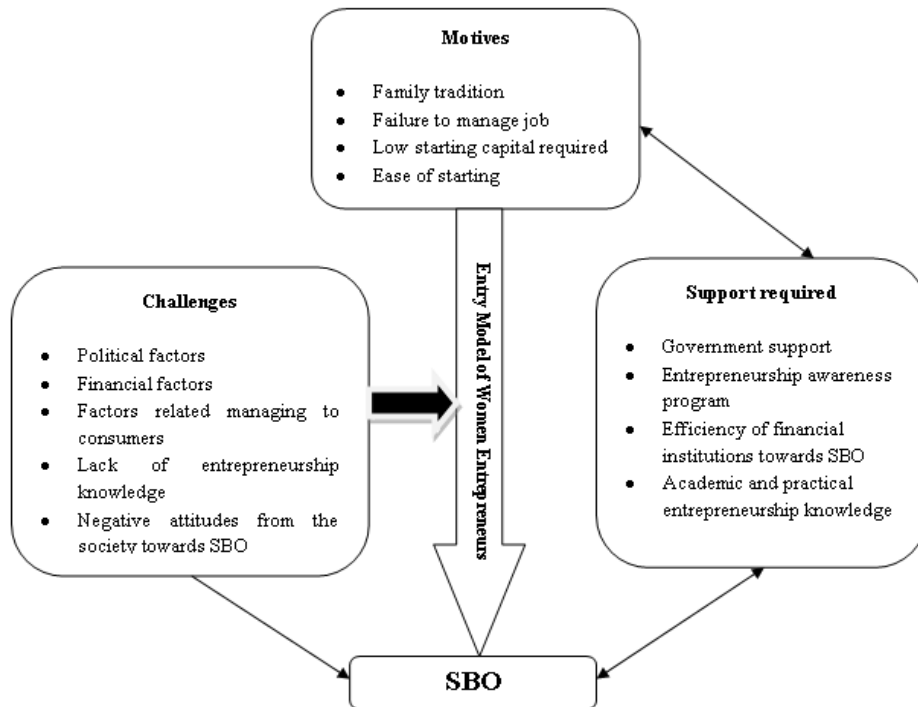 Motives
• Family tradition
• Failure to manage job
• Low starting capital required
• Ease of starting
Entry Model of Women Entrepreneurs
Challenges
• Political factors
• Financial factors
• Factors related managing to
consumers
• Lack of entrepreneurship
knowledge
• Negative attitudes from the
society towards SBO
Support required
• Government support
• Entrepreneurship awareness
program
• Efficiency of financial
institutions towards SBO
• Academic and practical
entrepreneurship knowledge
SBO